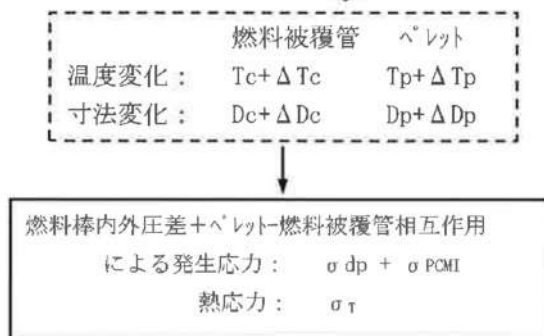 燃料被覆管 ペレット
温度変化： Tc+ΔTc Tp+ΔTp
寸法変化： Dc+ΔDc Dp+ΔDp
燃料棒内外圧差+ペレット-燃料被覆管相互作用
による発生応力： σdp + σPCMI
熱応力： σT